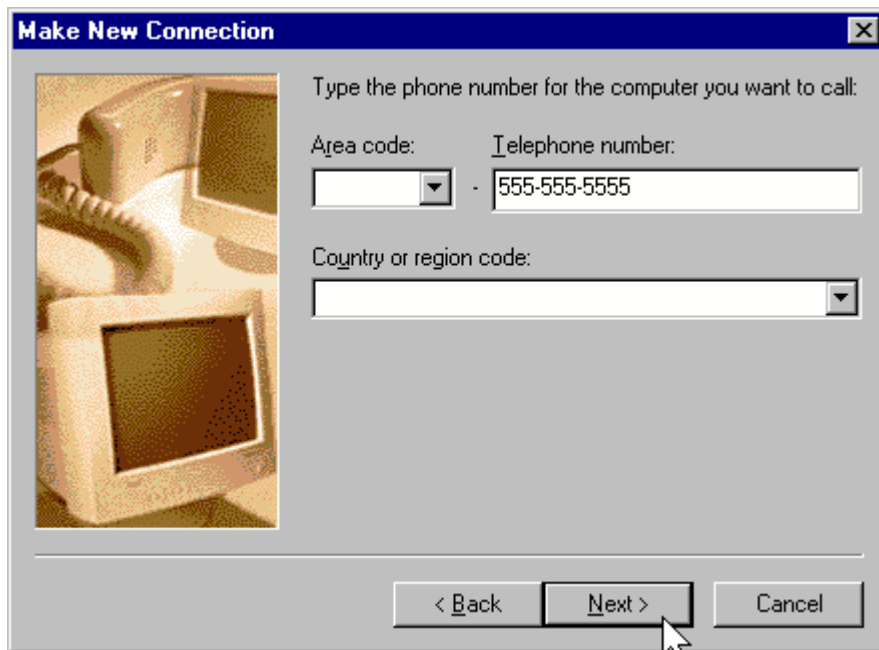 Make New Connection
Type the phone number for the computer you want to call:
Area code: Telephone number:
- 555-555-5555
Country or region code:
< Back Next > Cancel